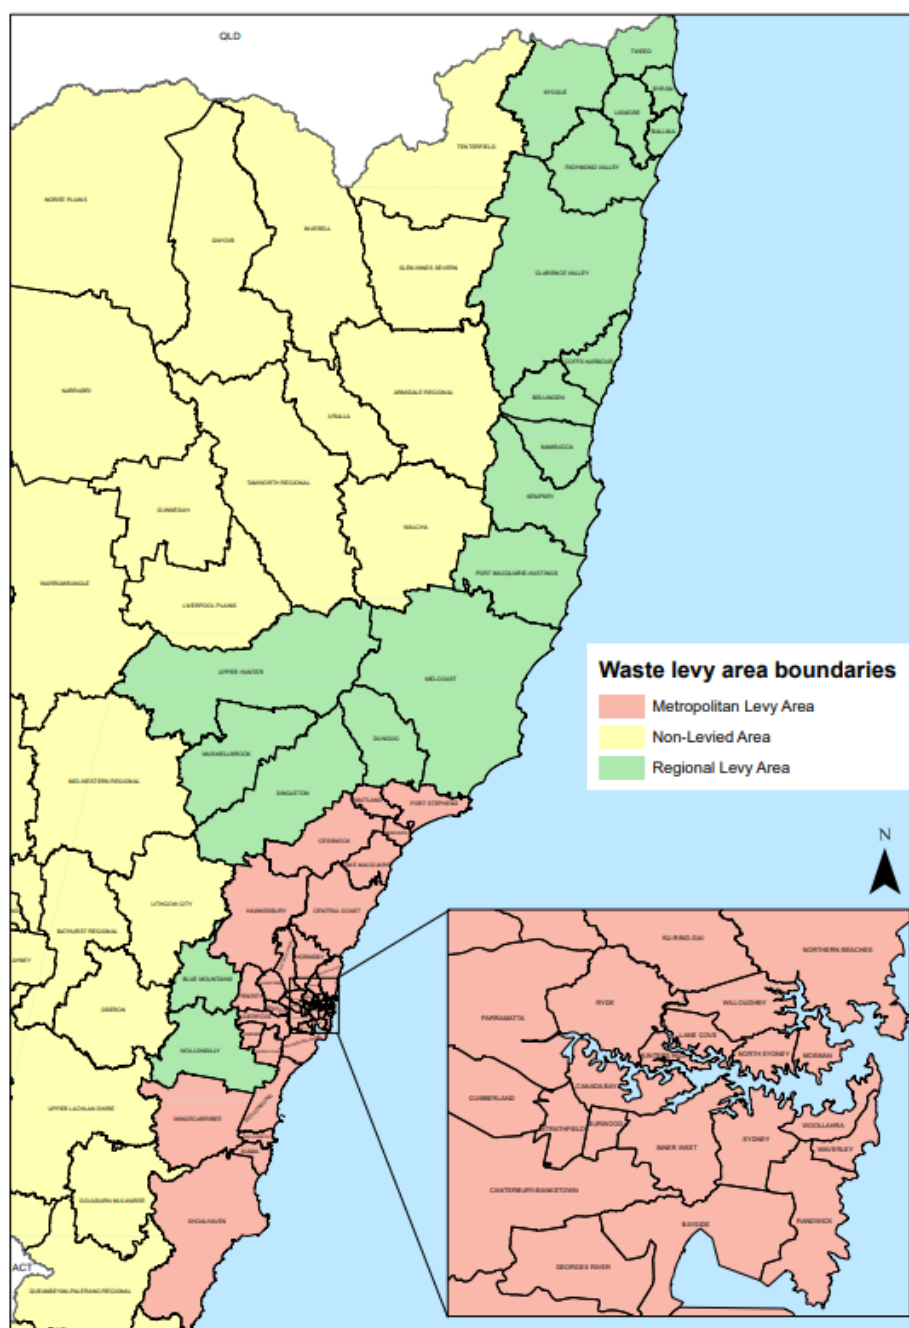 QLD
TWEED
KYOGLE
BYRON
LISMORE
BALLINA
TENTERFIELD
RICHMOND VALLEY
MOREE PLAINS
INVERELL
GWYDIR
GLEN INNES SEVERN
CLARENCE VALLEY
COFFS HARBOUR
NARRABRI
ARMIDALE REGIONAL
BELLINGEN
URALLA
NAMBUCCA
TAMWORTH REGIONAL
GUNNEDAH
KEMPSEY
WALCHA
WARRUMBUNGLE
PORT MACQUARIE-HASTINGS
LIVERPOOL PLAINS
UPPER HUNTER
MID-COAST
DUNGOG
MUSWELLBROOK
MID-WESTERN REGIONAL
SINGLETON
MAITLAND
PORT STEPHENS
CESSNOCK
LAKE MACQUARIE
LITHGOW CITY
HAWKESBURY
CENTRAL COAST
BATHURST REGIONAL
HORNSBY
BLUE MOUNTAINS
PENRITH
OBERON
LIVERPOOL
WOLLONDILLY
UPPER LACHLAN SHIRE
WINGECARRIBEE
KIAMA
GOULBURN MULWAREE
SHOALHAVEN
ACT
QUEANBEYAN-PALERANG REGIONAL
Waste levy area boundaries
Metropolitan Levy Area
Non-Levied Area
Regional Levy Area
N
KU-RING-GAI
NORTHERN BEACHES
RYDE
WILLOUGHBY
PARRAMATTA
LANE COVE
NORTH SYDNEY
MOSMAN
CANADA BAY
CUMBERLAND
STRATHFIELD
BURWOOD
WOOLLAHRA
INNER WEST
SYDNEY
WAVERLEY
CANTERBURY-BANKSTOWN
BAYSIDE
RANDWICK
GEORGES RIVER